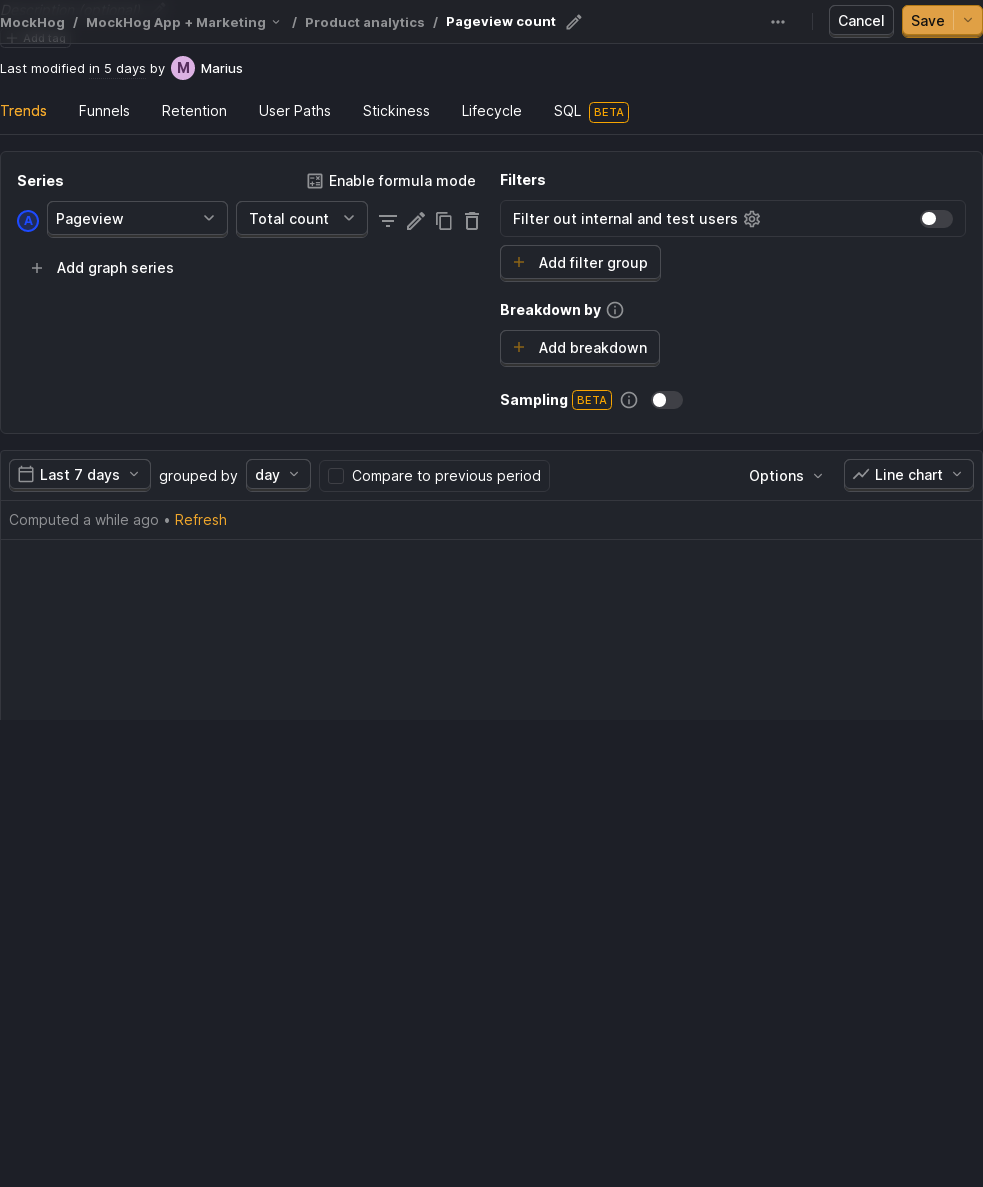 MockHog / MockHog App + Marketing / Product analytics / Pageview count
Cancel
Save
Add tag
Last modified in 5 days by M Marius
Trends
Funnels
Retention
User Paths
Stickiness
Lifecycle
SQL BETA
Series
Enable formula mode
A Pageview
Total count
Add graph series
Filters
Filter out internal and test users
Add filter group
Breakdown by
Add breakdown
Sampling BETA
Last 7 days grouped by day
Compare to previous period
Options
Line chart
Computed a while ago • Refresh